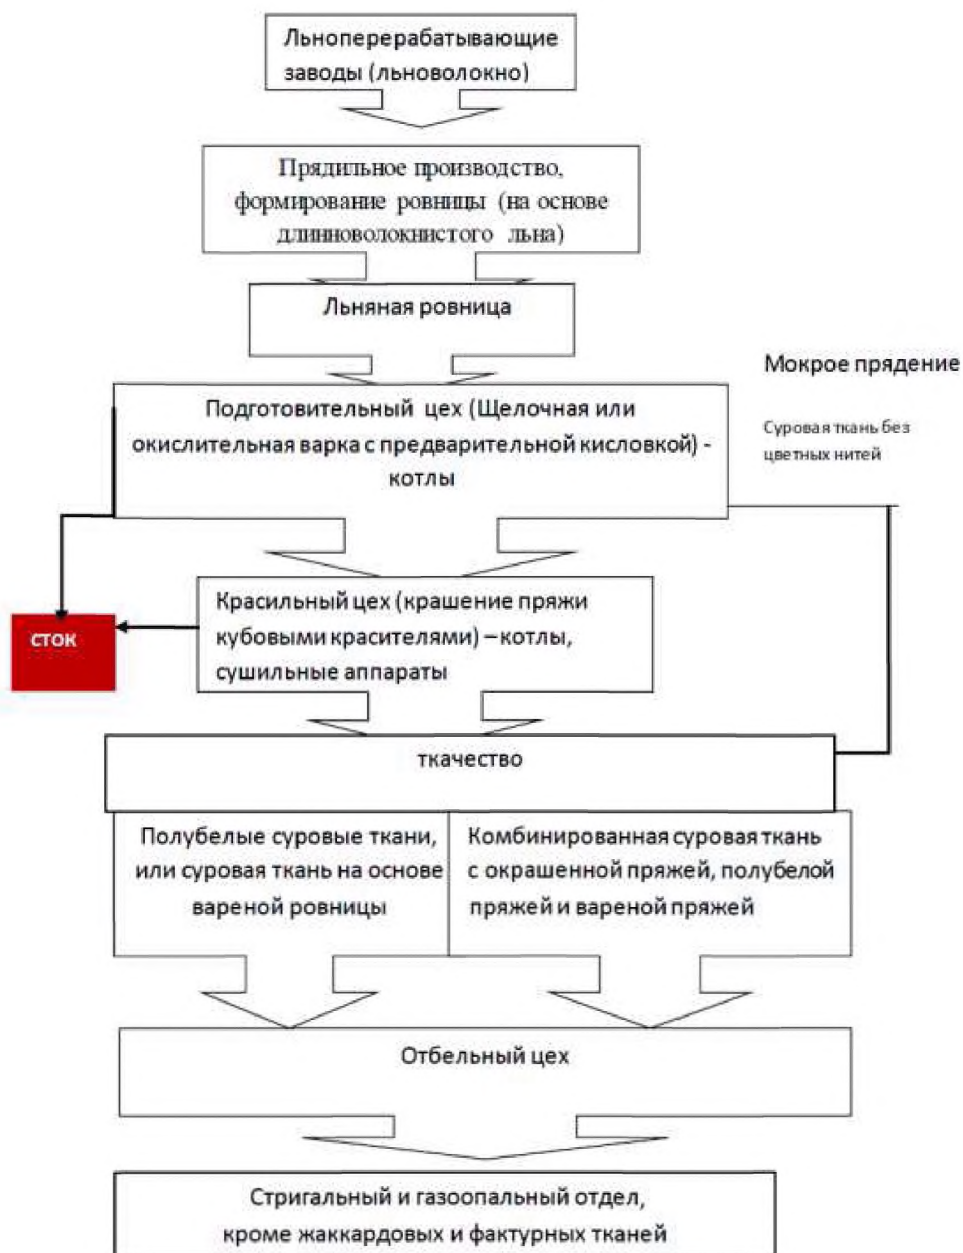 Льноперерабатывающие
заводы (льноволокно)
Прядильное производство,
формирование ровницы (на основе
длинноволокнистого льна)
Льняная ровница
Мокрое прядение
Подготовительный цех (Щелочная или
окислительная варка с предварительной кисловкой) -
котлы
Суровая ткань без
цветных нитей
Красильный цех (крашение пряжи
кубовыми красителями) – котлы,
сушильные аппараты
сток
ткачество
Полубелые суровые ткани,
или суровая ткань на основе
вареной ровницы
Комбинированная суровая ткань
с окрашенной пряжей, полубелой
пряжей и вареной пряжей
Отбельный цех
Стригальный и газоопальный отдел,
кроме жаккардовых и фактурных тканей